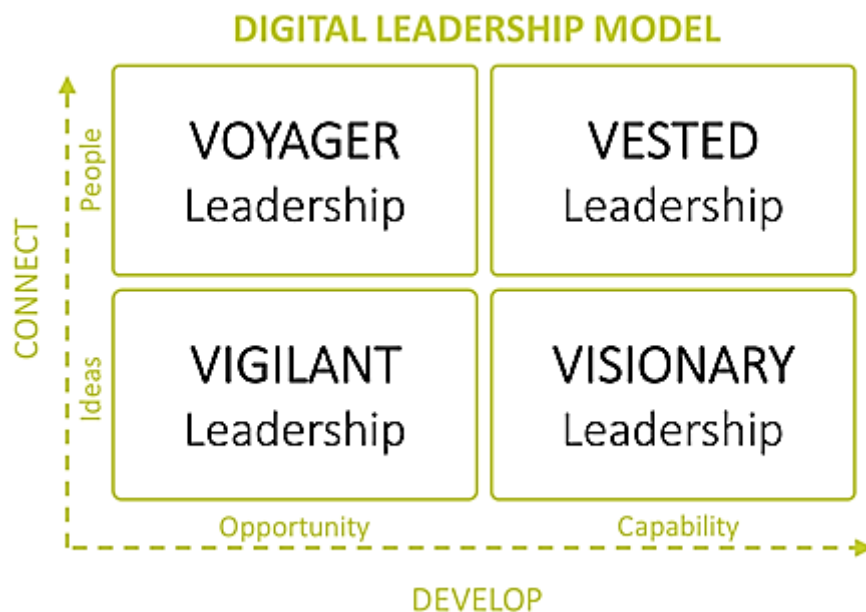 DIGITAL LEADERSHIP MODEL
CONNECT
People
VOYAGER
Leadership
VESTED
Leadership
Ideas
VIGILANT
Leadership
VISIONARY
Leadership
Opportunity
Capability
DEVELOP